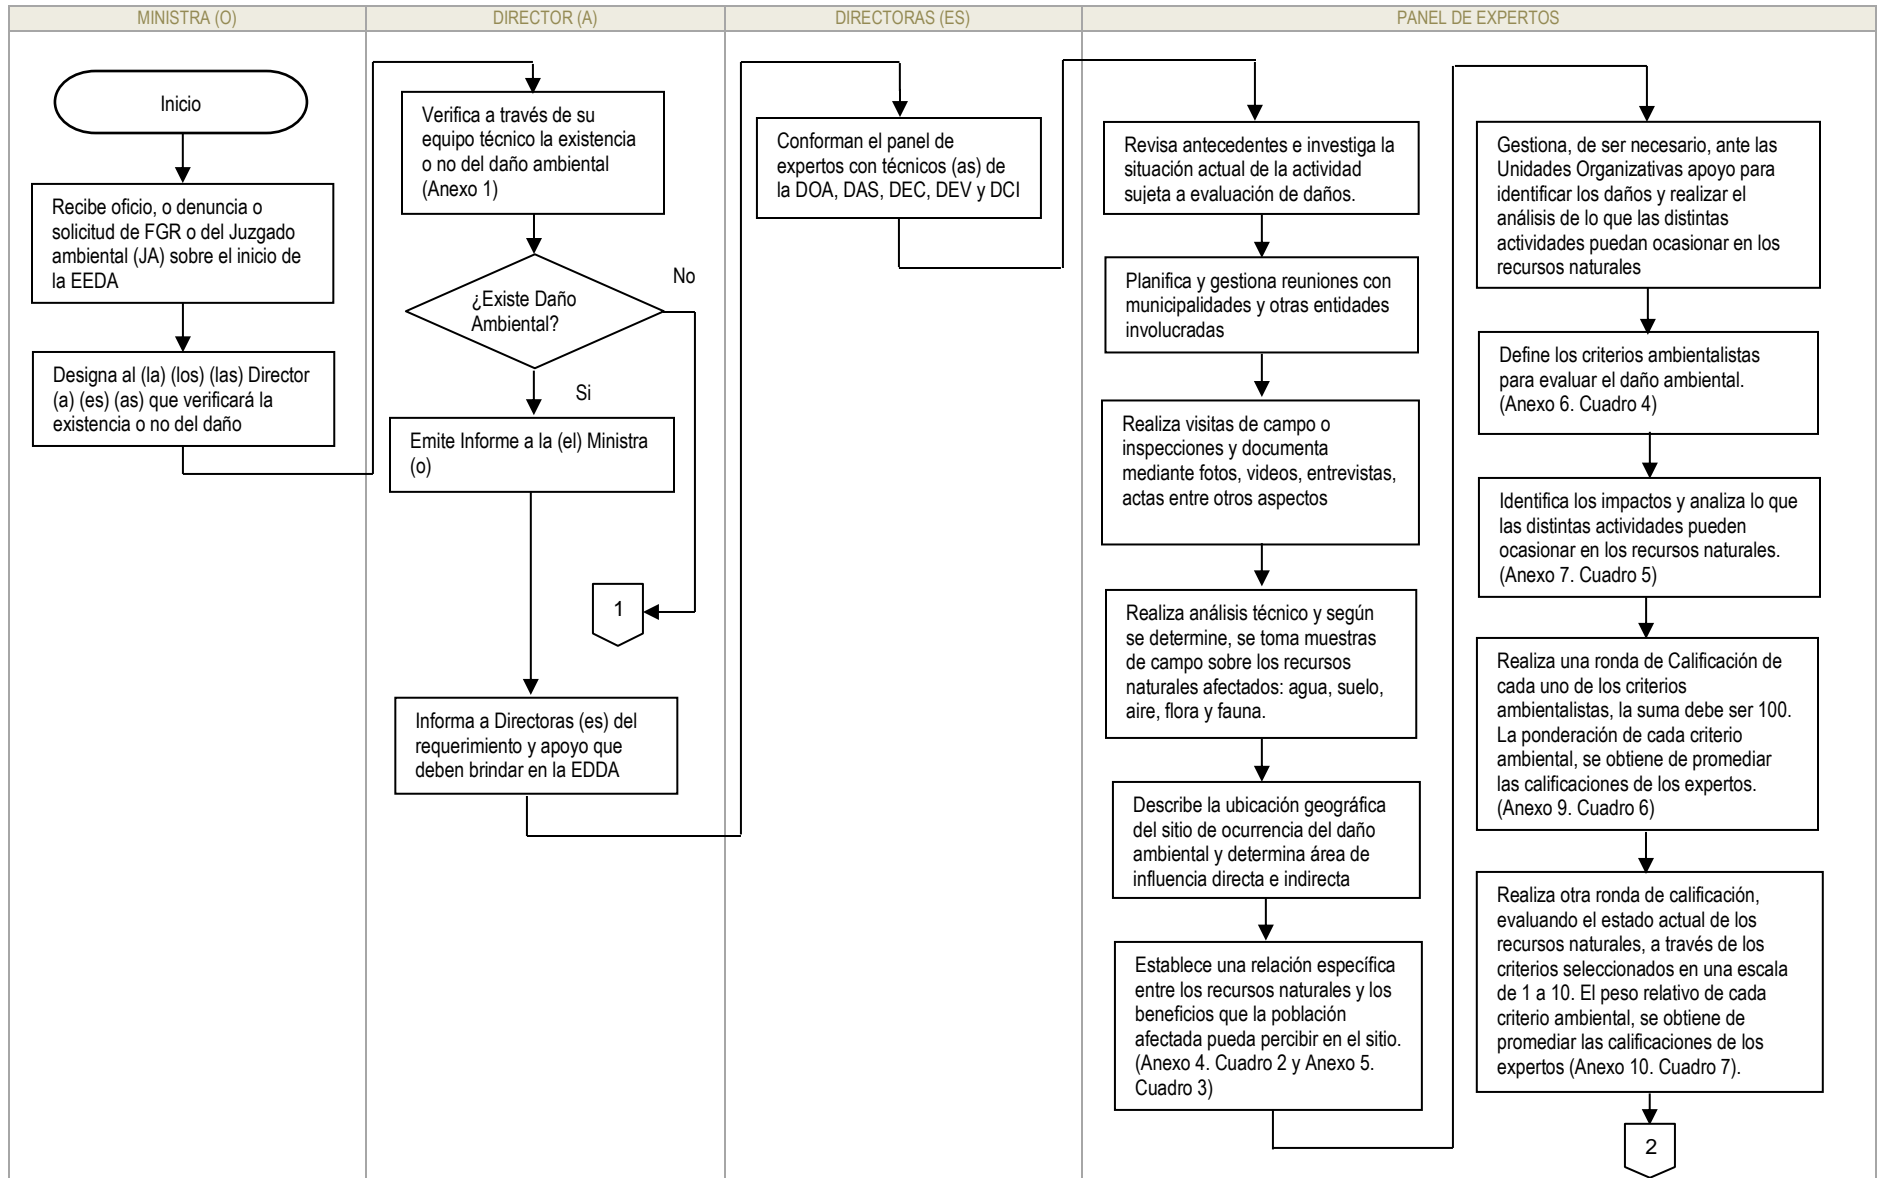 MINISTRA (O)
DIRECTOR (A)
DIRECTORAS (ES)
PANEL DE EXPERTOS
Inicio
Recibe oficio, o denuncia o
solicitud de FGR o del Juzgado
ambiental (JA) sobre el inicio de
la EEDA
Designa al (la) (los) (las) Director
(a) (es) (as) que verificará la
existencia o no del daño
Verifica a través de su
equipo técnico la existencia
o no del daño ambiental
(Anexo 1)
¿Existe Daño
Ambiental?
No
Si
Emite Informe a la (el) Ministra
(o)
1
Informa a Directoras (es) del
requerimiento y apoyo que
deben brindar en la EDDA
Conforman el panel de
expertos con técnicos (as) de
la DOA, DAS, DEC, DEV y DCI
Revisa antecedentes e investiga la
situación actual de la actividad
sujeta a evaluación de daños.
Planifica y gestiona reuniones con
municipalidades y otras entidades
involucradas
Realiza visitas de campo o
inspecciones y documenta
mediante fotos, videos, entrevistas,
actas entre otros aspectos
Realiza análisis técnico y según
se determine, se toma muestras
de campo sobre los recursos
naturales afectados: agua, suelo,
aire, flora y fauna.
Describe la ubicación geográfica
del sitio de ocurrencia del daño
ambiental y determina área de
influencia directa e indirecta
Establece una relación específica
entre los recursos naturales y los
beneficios que la población
afectada pueda percibir en el sitio.
(Anexo 4. Cuadro 2 y Anexo 5.
Cuadro 3)
Gestiona, de ser necesario, ante las
Unidades Organizativas apoyo para
identificar los daños y realizar el
análisis de lo que las distintas
actividades puedan ocasionar en los
recursos naturales
Define los criterios ambientalistas
para evaluar el daño ambiental.
(Anexo 6. Cuadro 4)
Identifica los impactos y analiza lo que
las distintas actividades pueden
ocasionar en los recursos naturales.
(Anexo 7. Cuadro 5)
Realiza una ronda de Calificación de
cada uno de los criterios
ambientalistas, la suma debe ser 100.
La ponderación de cada criterio
ambiental, se obtiene de promediar
las calificaciones de los expertos.
(Anexo 9. Cuadro 6)
Realiza otra ronda de calificación,
evaluando el estado actual de los
recursos naturales, a través de los
criterios seleccionados en una escala
de 1 a 10. El peso relativo de cada
criterio ambiental, se obtiene de
promediar las calificaciones de los
expertos (Anexo 10. Cuadro 7).
2